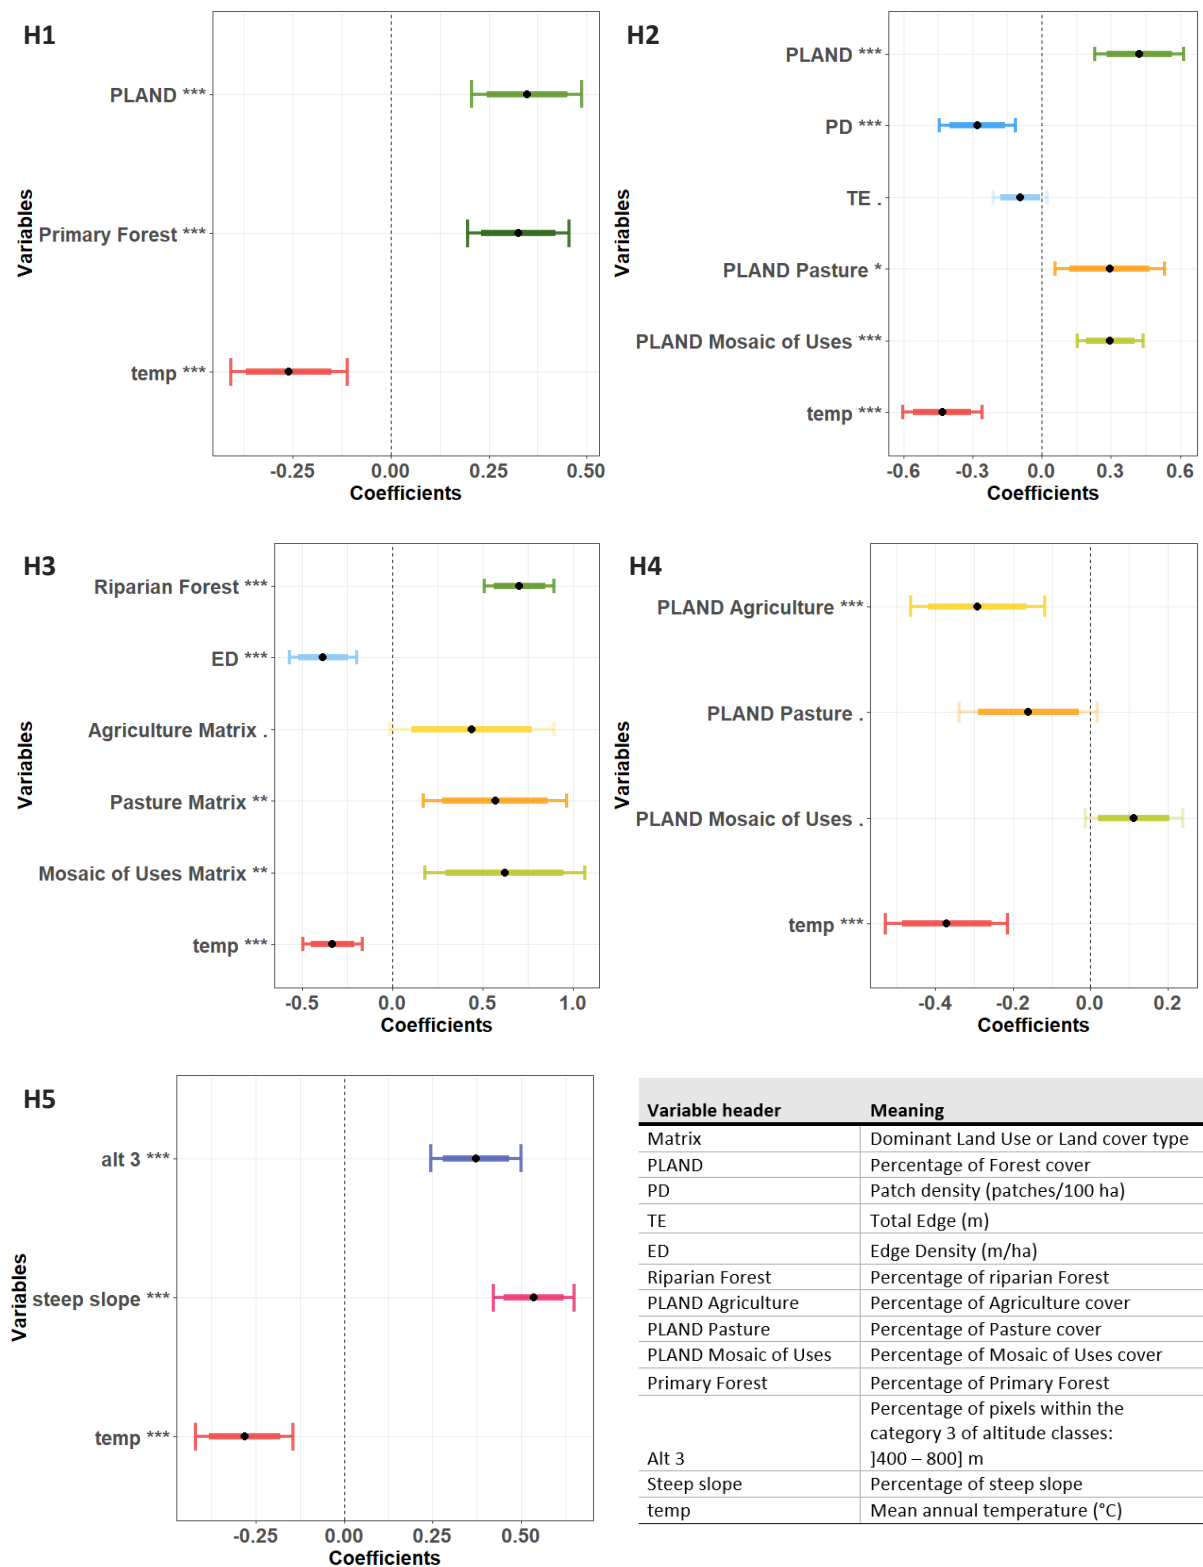 H1
PLAND ***
Primary Forest ***
temp ***
Variables
-0.25 0.00 0.25 0.50
Coefficients
H2
PLAND ***
PD ***
TE .
PLAND Pasture *
PLAND Mosaic of Uses ***
temp ***
Variables
-0.6 -0.3 0.0 0.3 0.6
Coefficients
H3
Riparian Forest ***
ED ***
Agriculture Matrix .
Pasture Matrix **
Mosaic of Uses Matrix **
temp ***
Variables
-0.5 0.0 0.5 1.0
Coefficients
H4
PLAND Agriculture ***
PLAND Pasture .
PLAND Mosaic of Uses .
temp ***
Variables
-0.4 -0.2 0.0 0.2
Coefficients
H5
alt 3 ***
steep slope ***
temp ***
Variables
-0.25 0.00 0.25 0.50
Coefficients
Variable header Meaning
Matrix Dominant Land Use or Land cover type
PLAND Percentage of Forest cover
PD Patch density (patches/100 ha)
TE Total Edge (m)
ED Edge Density (m/ha)
Riparian Forest Percentage of riparian Forest
PLAND Agriculture Percentage of Agriculture cover
PLAND Pasture Percentage of Pasture cover
PLAND Mosaic of Uses Percentage of Mosaic of Uses cover
Primary Forest Percentage of Primary Forest
Percentage of pixels within the
category 3 of altitude classes:
Alt 3 ]400 – 800] m
Steep slope Percentage of steep slope
temp Mean annual temperature (°C)